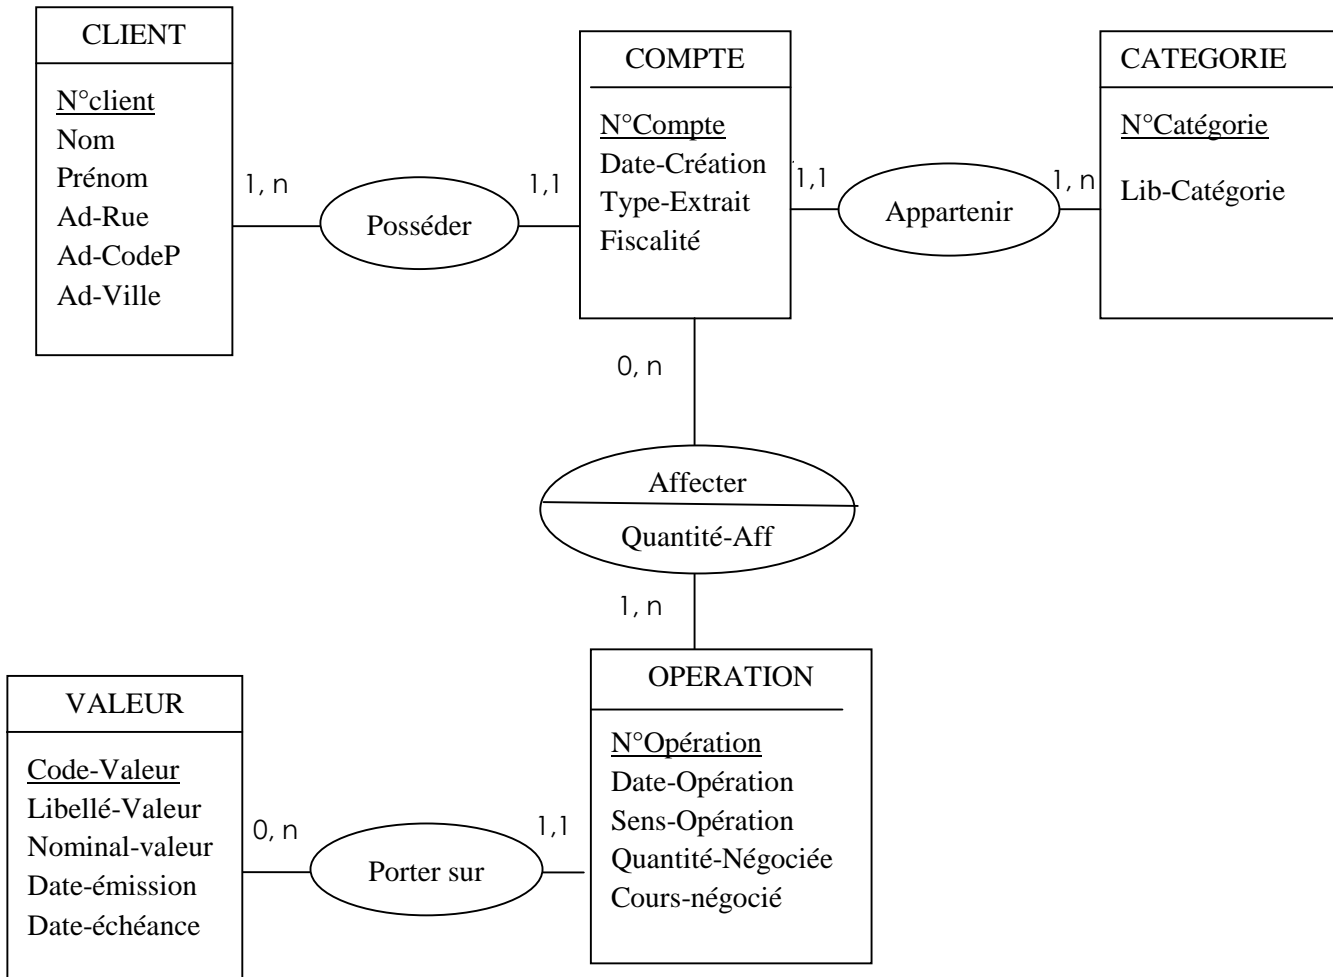 CLIENT
N°client
Nom
Prénom
Ad-Rue
Ad-CodeP
Ad-Ville
1, n
Posséder
1,1
COMPTE
N°Compte
Date-Création
Type-Extrait
Fiscalité
1,1
Appartenir
1, n
CATEGORIE
N°Catégorie
Lib-Catégorie
0, n
Affecter
Quantité-Aff
1, n
VALEUR
Code-Valeur
Libellé-Valeur
Nominal-valeur
Date-émission
Date-échéance
0, n
Porter sur
1,1
OPERATION
N°Opération
Date-Opération
Sens-Opération
Quantité-Négociée
Cours-négocié